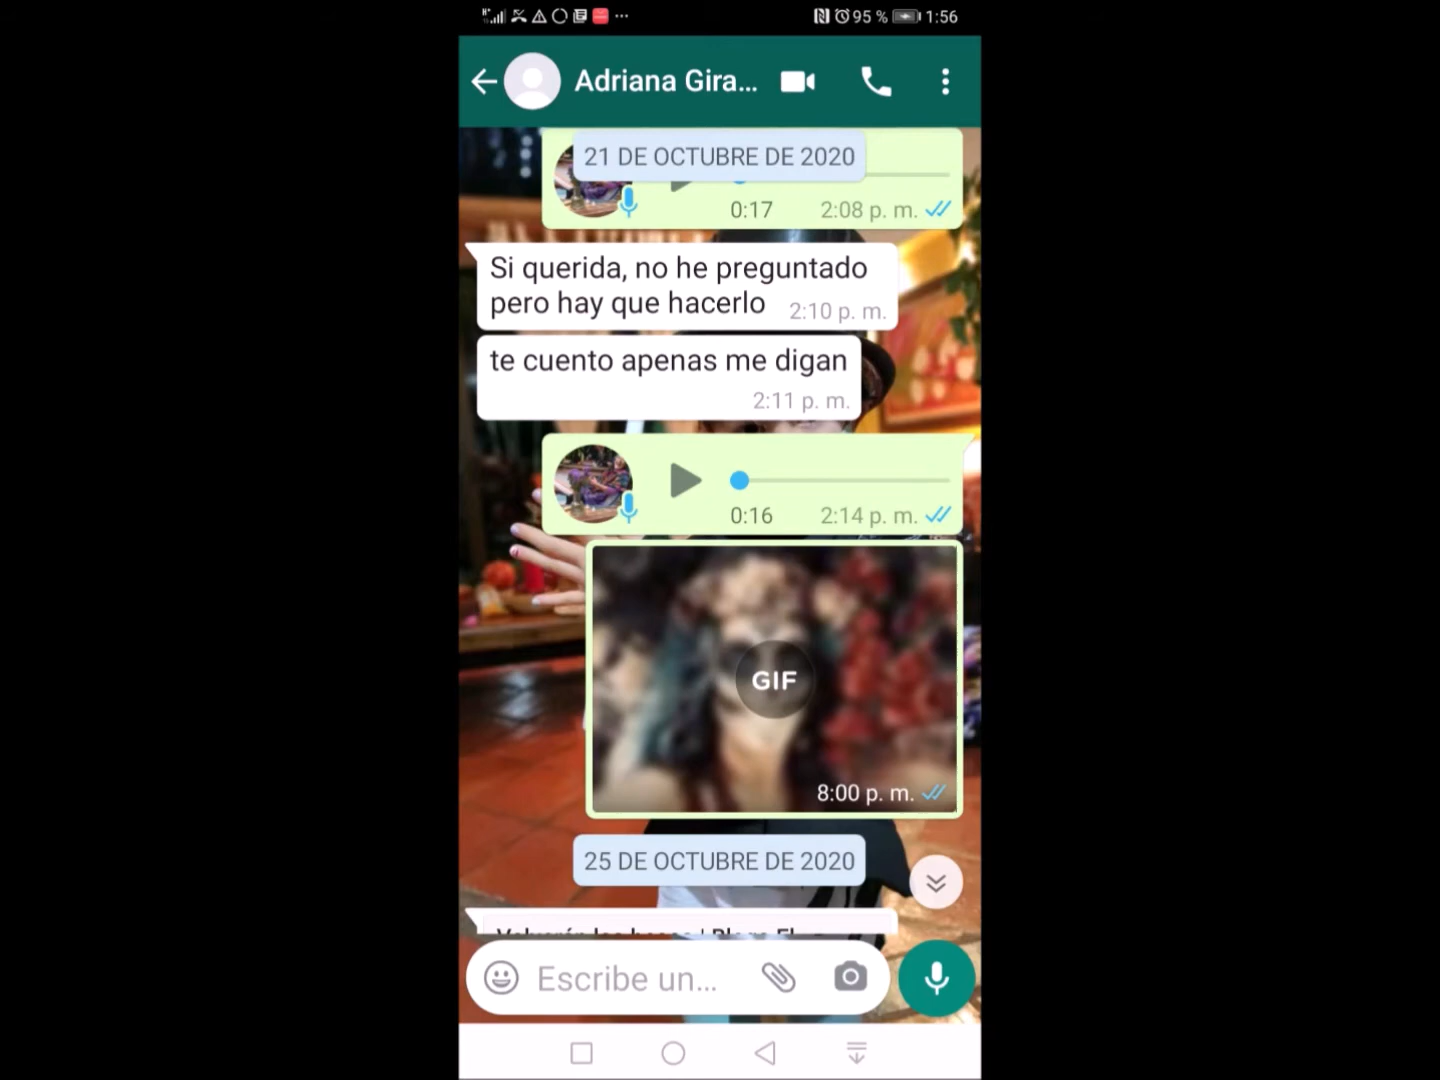 95 % 1:56
Adriana Gira...
21 DE OCTUBRE DE 2020
0:17 2:08 p. m.
Si querida, no he preguntado
pero hay que hacerlo 2:10 p. m.
te cuento apenas me digan
2:11 p. m.
0:16 2:14 p. m.
GIF
8:00 p. m.
25 DE OCTUBRE DE 2020
Escribe un...